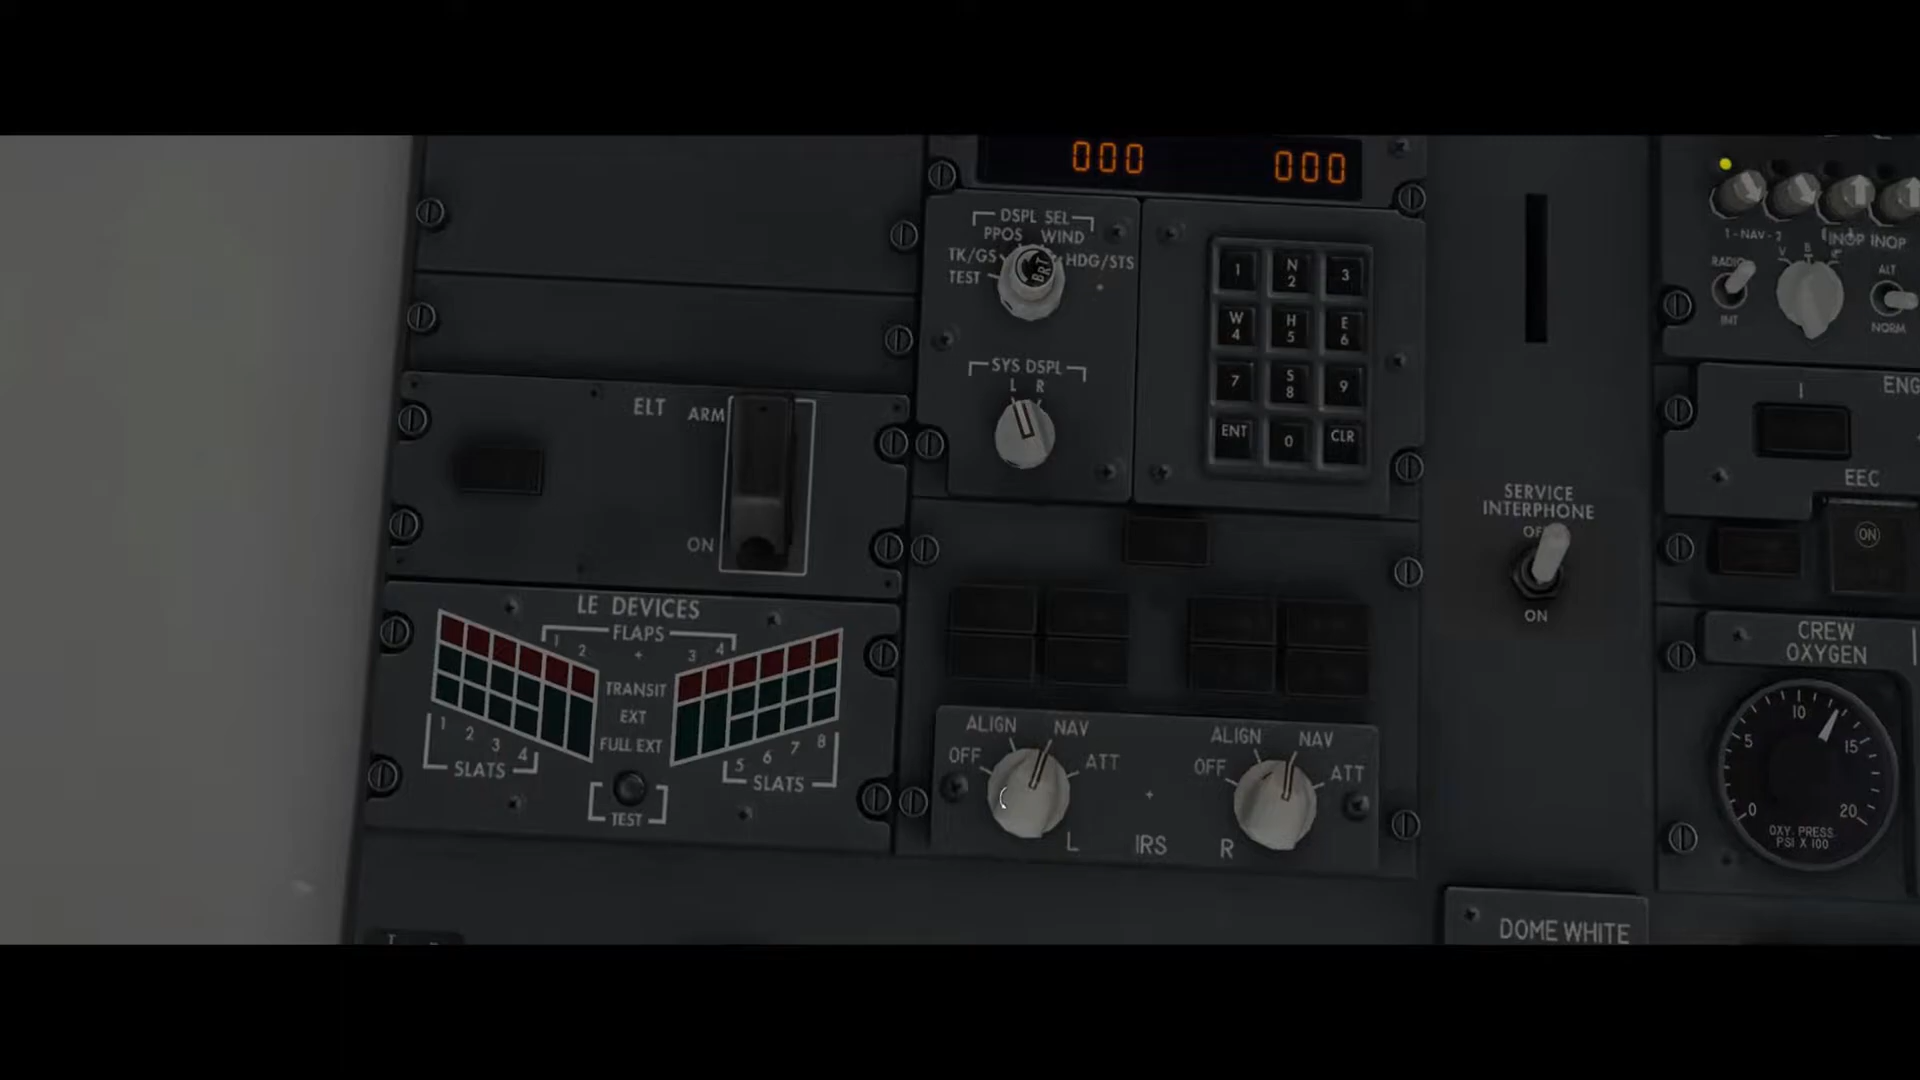 000 000
DSPL SEL
PPOS WIND
TK/GS HDG/STS
TEST
BRT
SYS DSPL
L R
1 N 2 3
W 4 H 5 E 6
7 S 8 9
ENT 0 CLR
ELT ARM
ON
LE DEVICES
FLAPS
1 2 3 4
TRANSIT
EXT
FULL EXT
1 2 3 4
SLATS
5 6 7 8
SLATS
TEST
ALIGN NAV
OFF ATT
L
IRS
ALIGN NAV
OFF ATT
R
SERVICE
INTERPHONE
OFF
ON
1 - NAV - 2
INOP INOP
RADIO
V B
ALT
NORM
ENG
1
EEC
ON
CREW
OXYGEN
0 5 10 15 20
OXY. PRESS.
PSI X 100
DOME WHITE